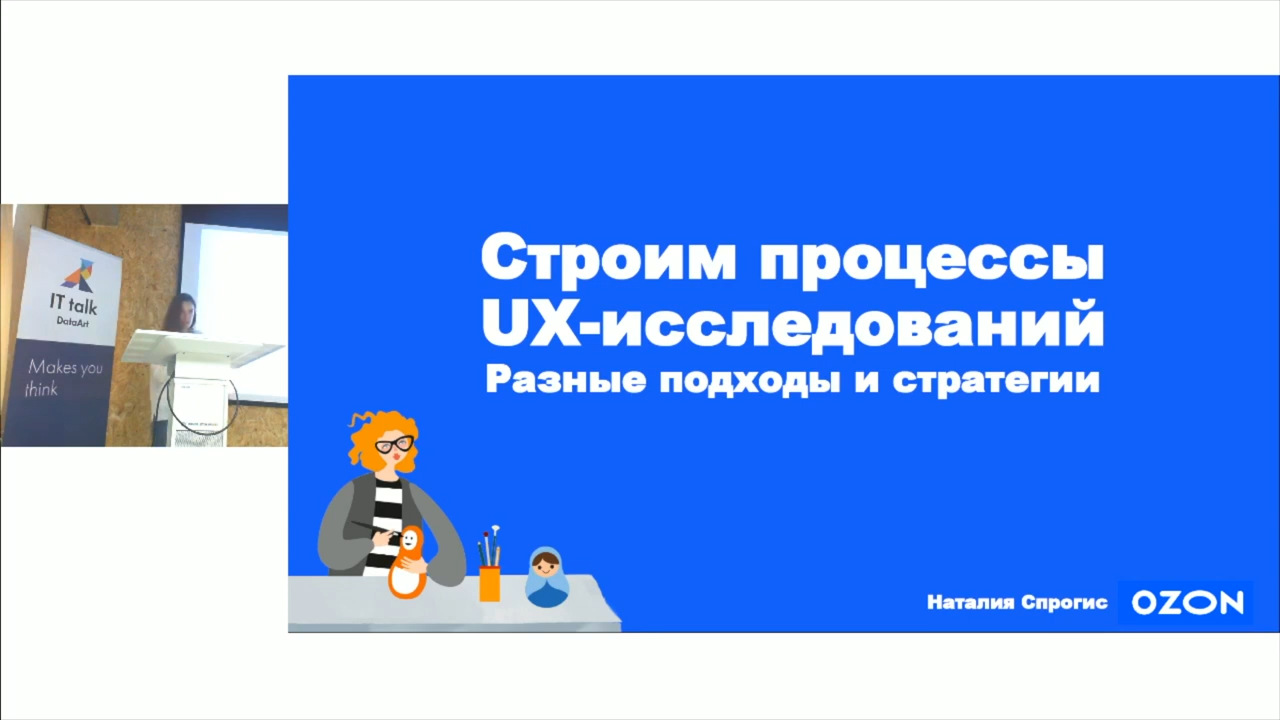 IT talk
DataArt
Makes you
think
Строим процессы
UX-исследований
Разные подходы и стратегии
Наталия Спрогис
OZON